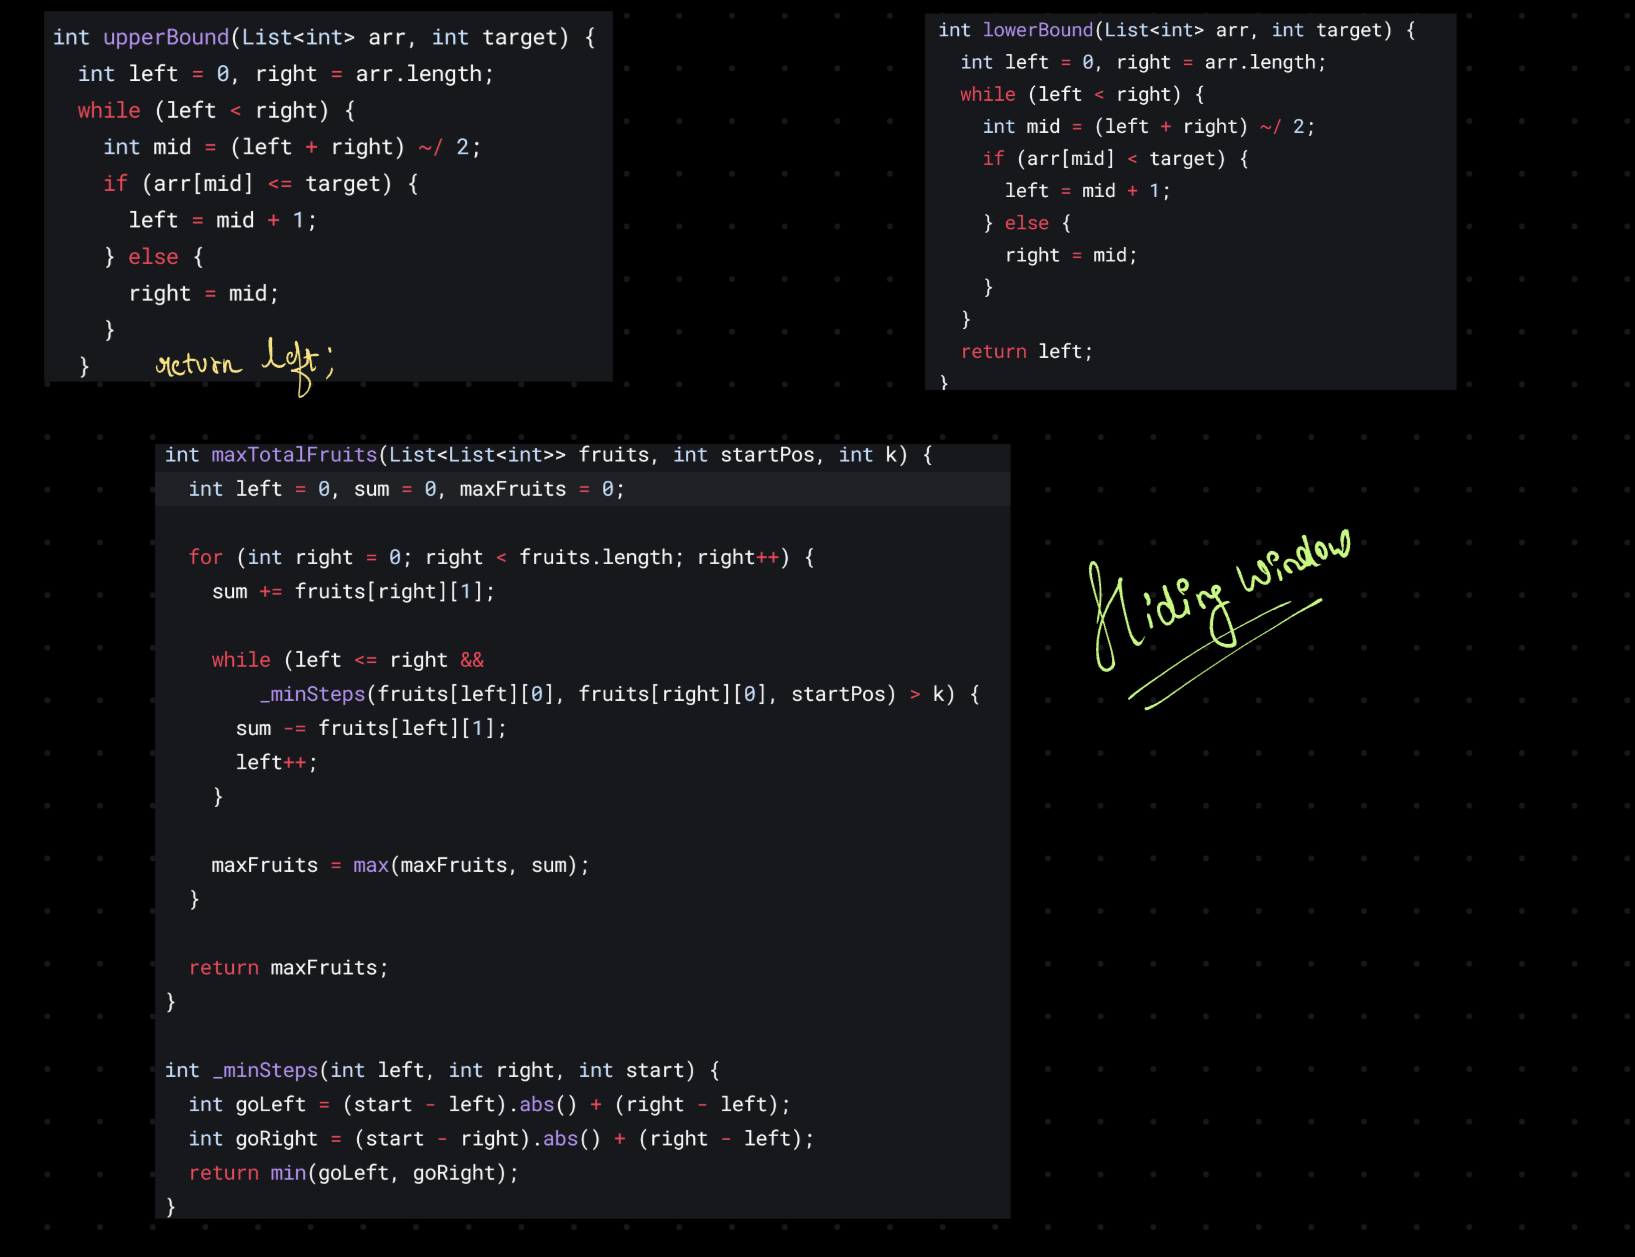 int upperBound(List<int> arr, int target) {
int left = 0, right = arr.length;
while (left < right) {
int mid = (left + right) ~/ 2;
if (arr[mid] <= target) {
left = mid + 1;
} else {
right = mid;
}
} return left;
int lowerBound(List<int> arr, int target) {
int left = 0, right = arr.length;
while (left < right) {
int mid = (left + right) ~/ 2;
if (arr[mid] < target) {
left = mid + 1;
} else {
right = mid;
}
}
return left;
}
int maxTotalFruits(List<List<int>> fruits, int startPos, int k) {
int left = 0, sum = 0, maxFruits = 0;
for (int right = 0; right < fruits.length; right++) {
sum += fruits[right][1];
while (left <= right &&
_minSteps(fruits[left][0], fruits[right][0], startPos) > k) {
sum -= fruits[left][1];
left++;
}
maxFruits = max(maxFruits, sum);
}
return maxFruits;
}
int _minSteps(int left, int right, int start) {
int goLeft = (start - left).abs() + (right - left);
int goRight = (start - right).abs() + (right - left);
return min(goLeft, goRight);
}
Sliding Window